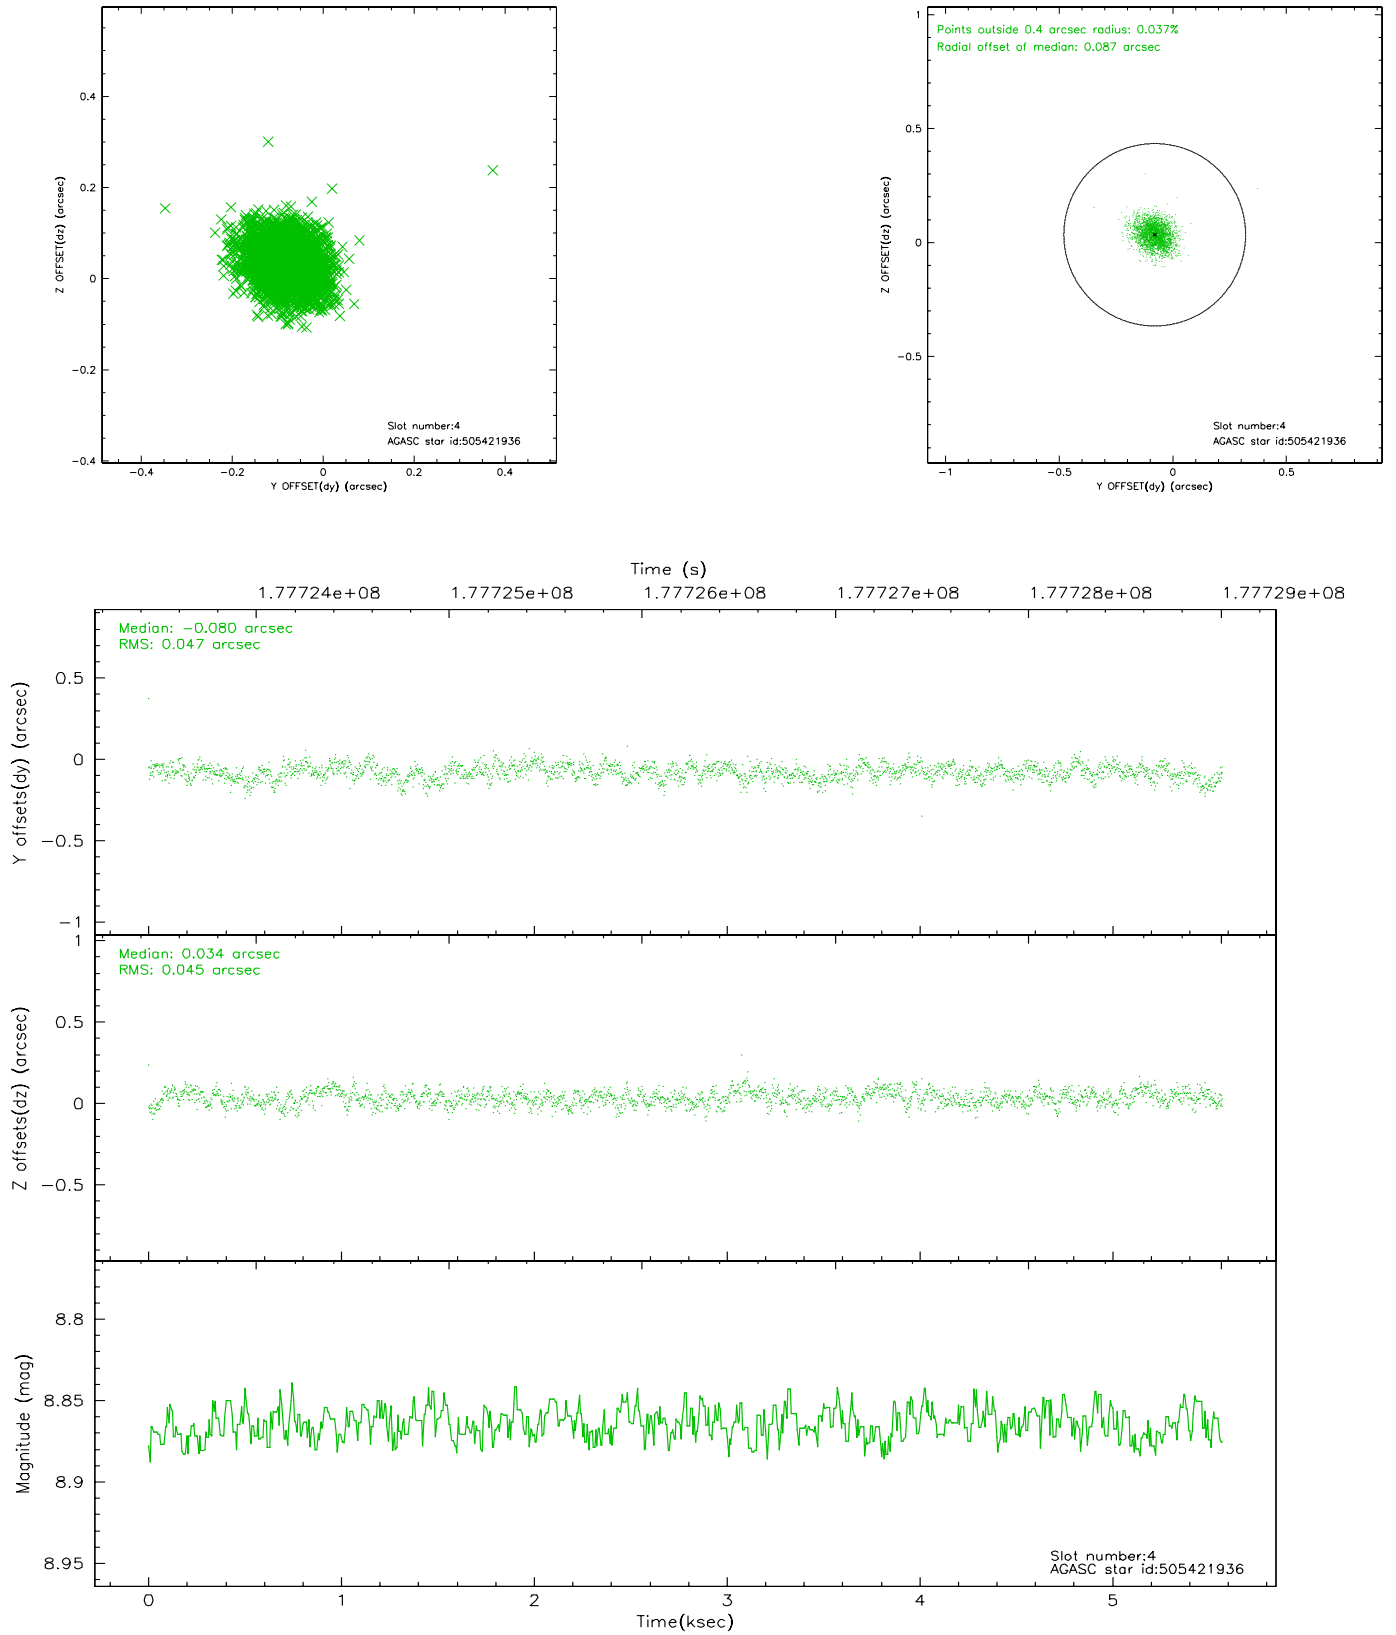 0.4
0.2
0
−0.2
−0.4
Z OFFSET(dz) (arcsec)
−0.4 −0.2 0 0.2 0.4
Y OFFSET(dy) (arcsec)
Slot number:4
AGASC star id:505421936
Points outside 0.4 arcsec radius: 0.037%
Radial offset of median: 0.087 arcsec
1
0.5
0
−0.5
Z OFFSET(dz) (arcsec)
−1 −0.5 0 0.5
Y OFFSET(dy) (arcsec)
Slot number:4
AGASC star id:505421936
Time (s)
1.77724e+08 1.77725e+08 1.77726e+08 1.77727e+08 1.77728e+08 1.77729e+08
Median: −0.080 arcsec
RMS: 0.047 arcsec
0.5
0
−0.5
−1
Y offsets(dy) (arcsec)
Median: 0.034 arcsec
RMS: 0.045 arcsec
1
0.5
0
−0.5
Z offsets(dz) (arcsec)
8.8
8.85
8.9
8.95
Magnitude (mag)
Slot number:4
AGASC star id:505421936
0 1 2 3 4 5
Time(ksec)